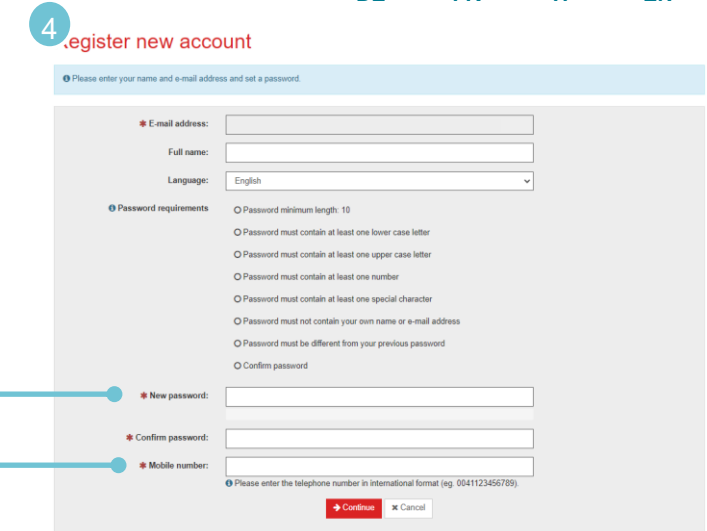 4
Register new account
Please enter your name and e-mail address and set a password.
✱ E-mail address:
Full name:
Language: English
Password requirements
Password minimum length: 10
Password must contain at least one lower case letter
Password must contain at least one upper case letter
Password must contain at least one number
Password must contain at least one special character
Password must not contain your own name or e-mail address
Password must be different from your previous password
Confirm password
✱ New password:
✱ Confirm password:
✱ Mobile number:
Please enter the telephone number in international format (eg. 0041123456789).
➔ Continue ✖ Cancel